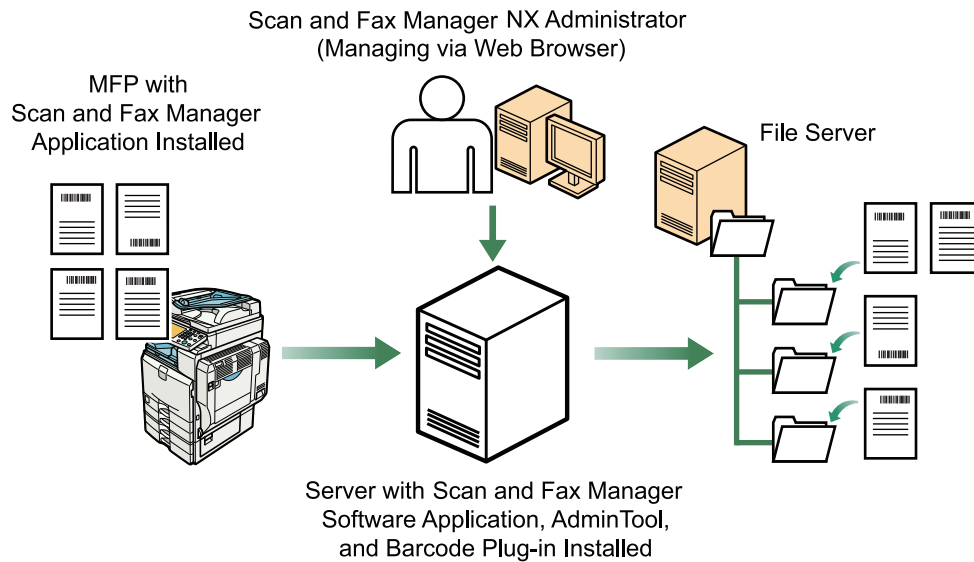 Scan and Fax Manager NX Administrator
(Managing via Web Browser)
MFP with
Scan and Fax Manager
Application Installed
File Server
Server with Scan and Fax Manager
Software Application, AdminTool,
and Barcode Plug-in Installed